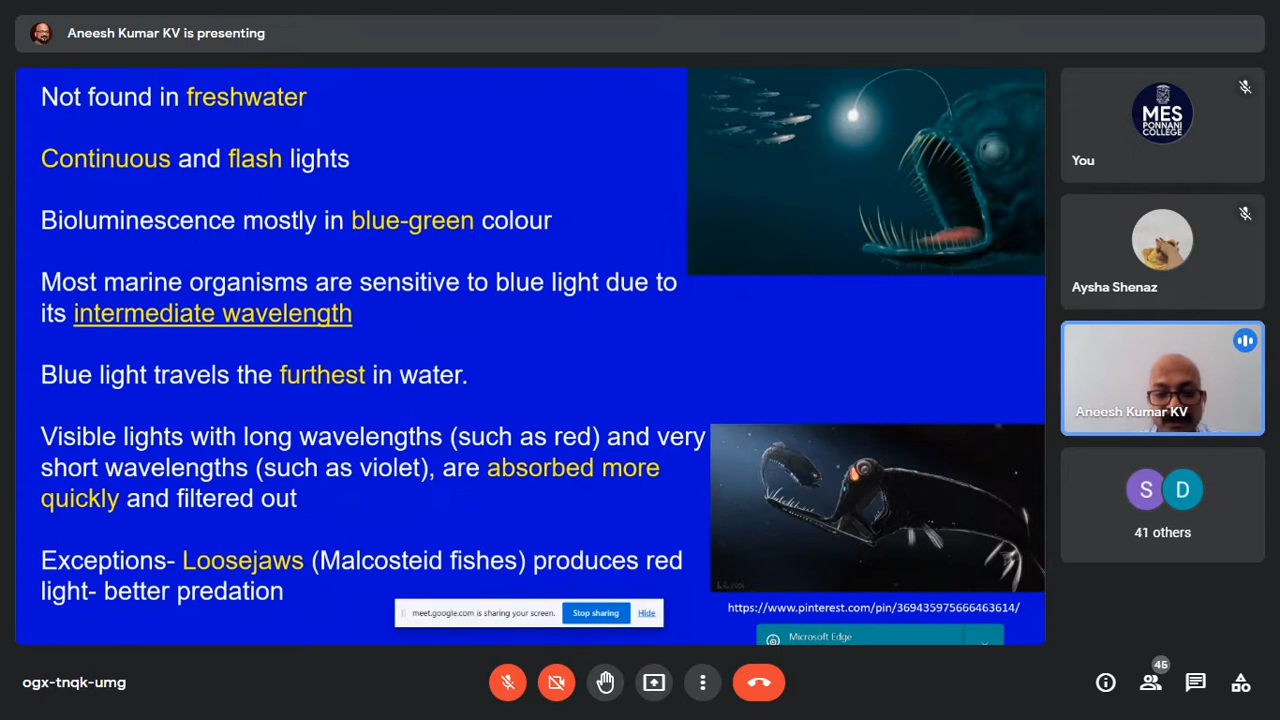 Aneesh Kumar KV is presenting
Not found in freshwater
Continuous and flash lights
Bioluminescence mostly in blue-green colour
Most marine organisms are sensitive to blue light due to
its intermediate wavelength
Blue light travels the furthest in water.
Visible lights with long wavelengths (such as red) and very
short wavelengths (such as violet), are absorbed more
quickly and filtered out
Exceptions- Loosejaws (Malcosteid fishes) produces red
light- better predation
meet.google.com is sharing your screen.
Stop sharing
Hide
https://www.pinterest.com/pin/369435975666463614/
Microsoft Edge
MES
PONNANI
COLLEGE
You
Aysha Shenaz
Aneesh Kumar KV
S
D
41 others
ogx-tnqk-umg
45